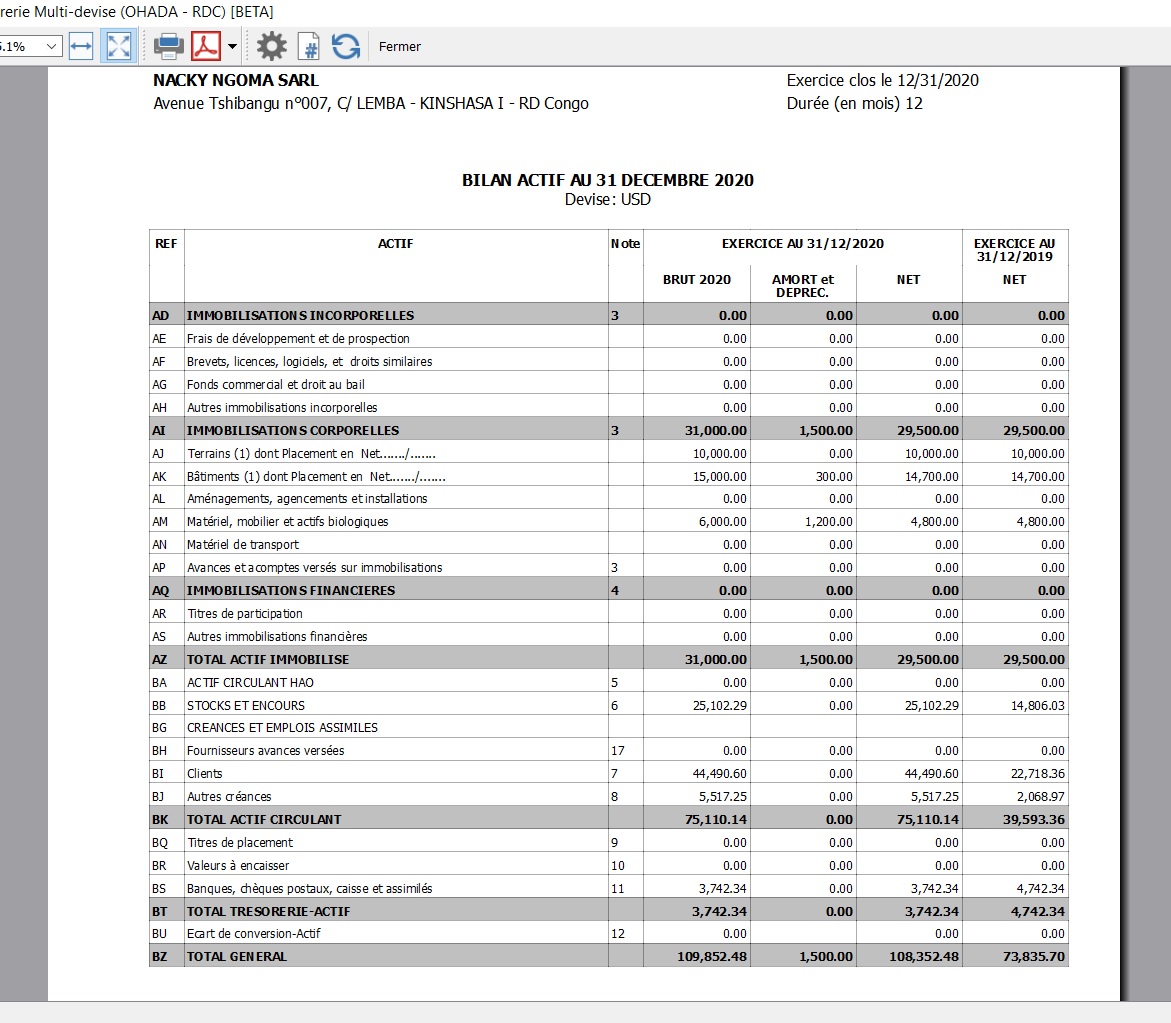 rerie Multi-devise (OHADA - RDC) [BETA]
5.1% Fermer
NACKY NGOMA SARL Exercice clos le 12/31/2020
Avenue Tshibangu n°007, C/ LEMBA - KINSHASA I - RD Congo Durée (en mois) 12
BILAN ACTIF AU 31 DECEMBRE 2020
Devise: USD
REF ACTIF Note EXERCICE AU 31/12/2020 EXERCICE AU 31/12/2019
BRUT 2020 AMORT et DEPREC. NET NET
AD IMMOBILISATIONS INCORPORELLES 3 0.00 0.00 0.00 0.00
AE Frais de développement et de prospection 0.00 0.00 0.00 0.00
AF Brevets, licences, logiciels, et droits similaires 0.00 0.00 0.00 0.00
AG Fonds commercial et droit au bail 0.00 0.00 0.00 0.00
AH Autres immobilisations incorporelles 0.00 0.00 0.00 0.00
AI IMMOBILISATIONS CORPORELLES 3 31,000.00 1,500.00 29,500.00 29,500.00
AJ Terrains (1) dont Placement en Net......./....... 10,000.00 0.00 10,000.00 10,000.00
AK Bâtiments (1) dont Placement en Net......./....... 15,000.00 300.00 14,700.00 14,700.00
AL Aménagements, agencements et installations 0.00 0.00 0.00 0.00
AM Matériel, mobilier et actifs biologiques 6,000.00 1,200.00 4,800.00 4,800.00
AN Matériel de transport 0.00 0.00 0.00 0.00
AP Avances et acomptes versés sur immobilisations 3 0.00 0.00 0.00 0.00
AQ IMMOBILISATIONS FINANCIERES 4 0.00 0.00 0.00 0.00
AR Titres de participation 0.00 0.00 0.00 0.00
AS Autres immobilisations financières 0.00 0.00 0.00 0.00
AZ TOTAL ACTIF IMMOBILISE 31,000.00 1,500.00 29,500.00 29,500.00
BA ACTIF CIRCULANT HAO 5 0.00 0.00 0.00 0.00
BB STOCKS ET ENCOURS 6 25,102.29 0.00 25,102.29 14,806.03
BG CREANCES ET EMPLOIS ASSIMILES
BH Fournisseurs avances versées 17 0.00 0.00 0.00 0.00
BI Clients 7 44,490.60 0.00 44,490.60 22,718.36
BJ Autres créances 8 5,517.25 0.00 5,517.25 2,068.97
BK TOTAL ACTIF CIRCULANT 75,110.14 0.00 75,110.14 39,593.36
BQ Titres de placement 9 0.00 0.00 0.00 0.00
BR Valeurs à encaisser 10 0.00 0.00 0.00 0.00
BS Banques, chèques postaux, caisse et assimilés 11 3,742.34 0.00 3,742.34 4,742.34
BT TOTAL TRESORERIE-ACTIF 3,742.34 0.00 3,742.34 4,742.34
BU Ecart de conversion-Actif 12 0.00 0.00 0.00
BZ TOTAL GENERAL 109,852.48 1,500.00 108,352.48 73,835.70